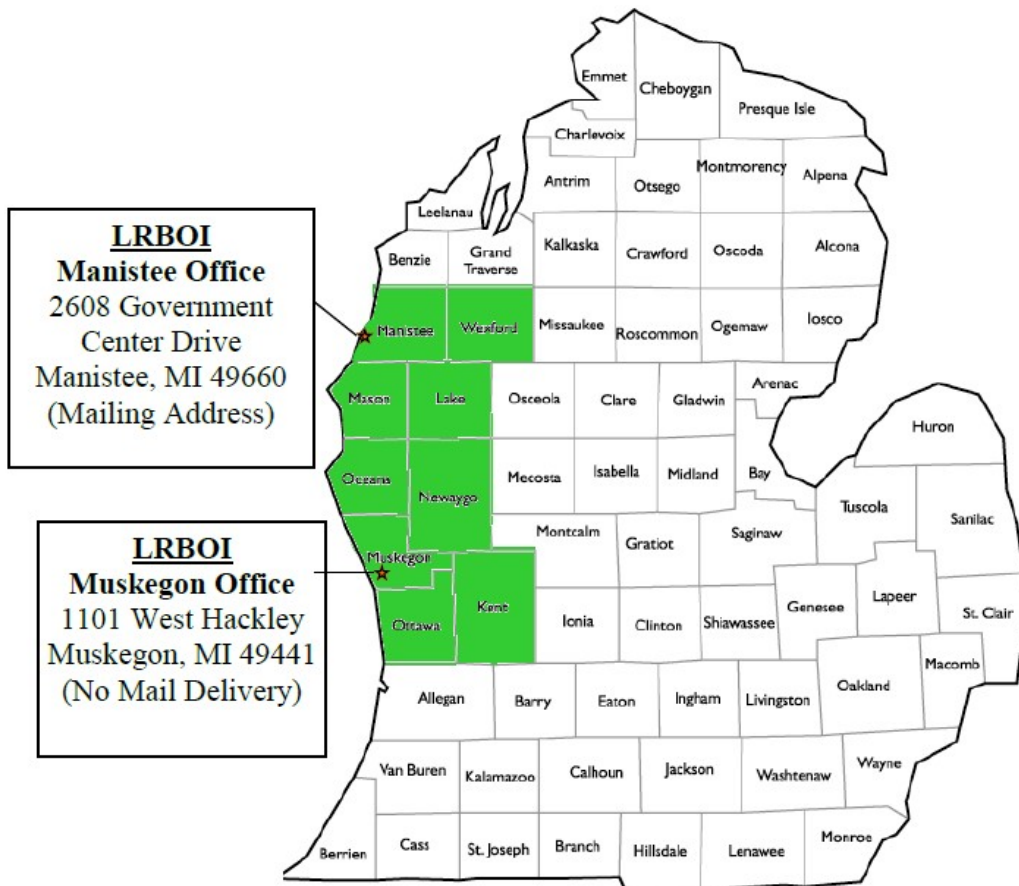 Emmet
Cheboygan
Presque Isle
Charlevoix
Antrim
Otsego
Montmorency
Alpena
Leelanau
Benzie
Grand
Traverse
Kalkaska
Crawford
Oscoda
Alcona
LRBOI
Manistee Office
2608 Government
Center Drive
Manistee, MI 49660
(Mailing Address)
Manistee
Wexford
Missaukee
Roscommon
Ogemaw
Iosco
Mason
Lake
Osceola
Clare
Gladwin
Arenac
Huron
Oceana
Newaygo
Mecosta
Isabella
Midland
Bay
Tuscola
Sanilac
LRBOI
Muskegon Office
1101 West Hackley
Muskegon, MI 49441
(No Mail Delivery)
Muskegon
Montcalm
Gratiot
Saginaw
Ottawa
Kent
Ionia
Clinton
Shiawassee
Genesee
Lapeer
St. Clair
Allegan
Barry
Eaton
Ingham
Livingston
Oakland
Macomb
Van Buren
Kalamazoo
Calhoun
Jackson
Washtenaw
Wayne
Berrien
Cass
St. Joseph
Branch
Hillsdale
Lenawee
Monroe